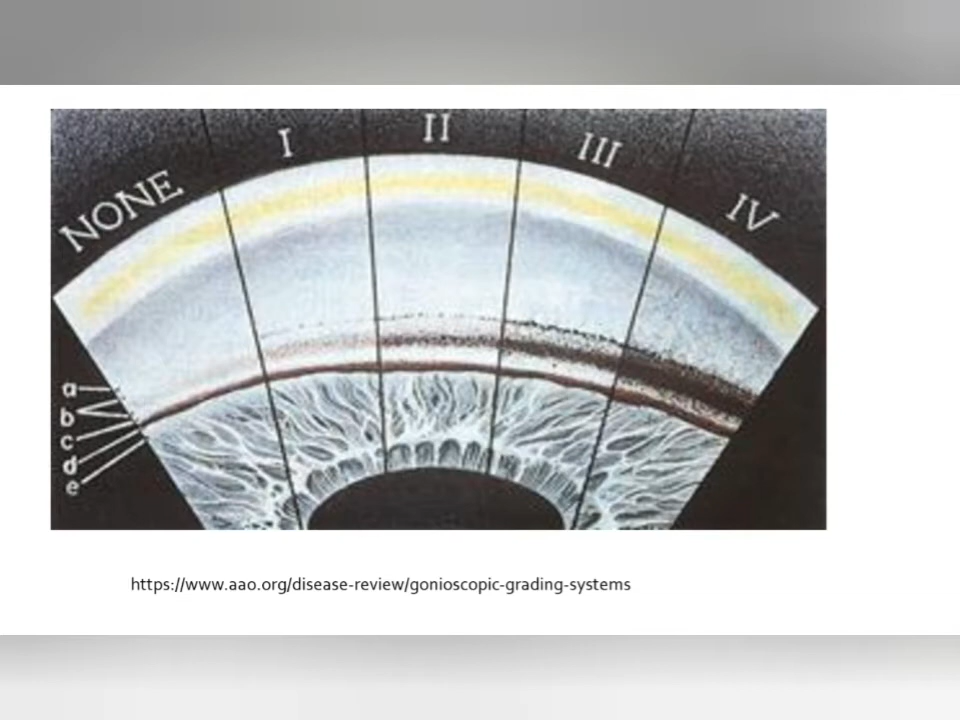 NONE
I
II
III
IV
a
b
c
d
e
https://www.aao.org/disease-review/gonioscopic-grading-systems